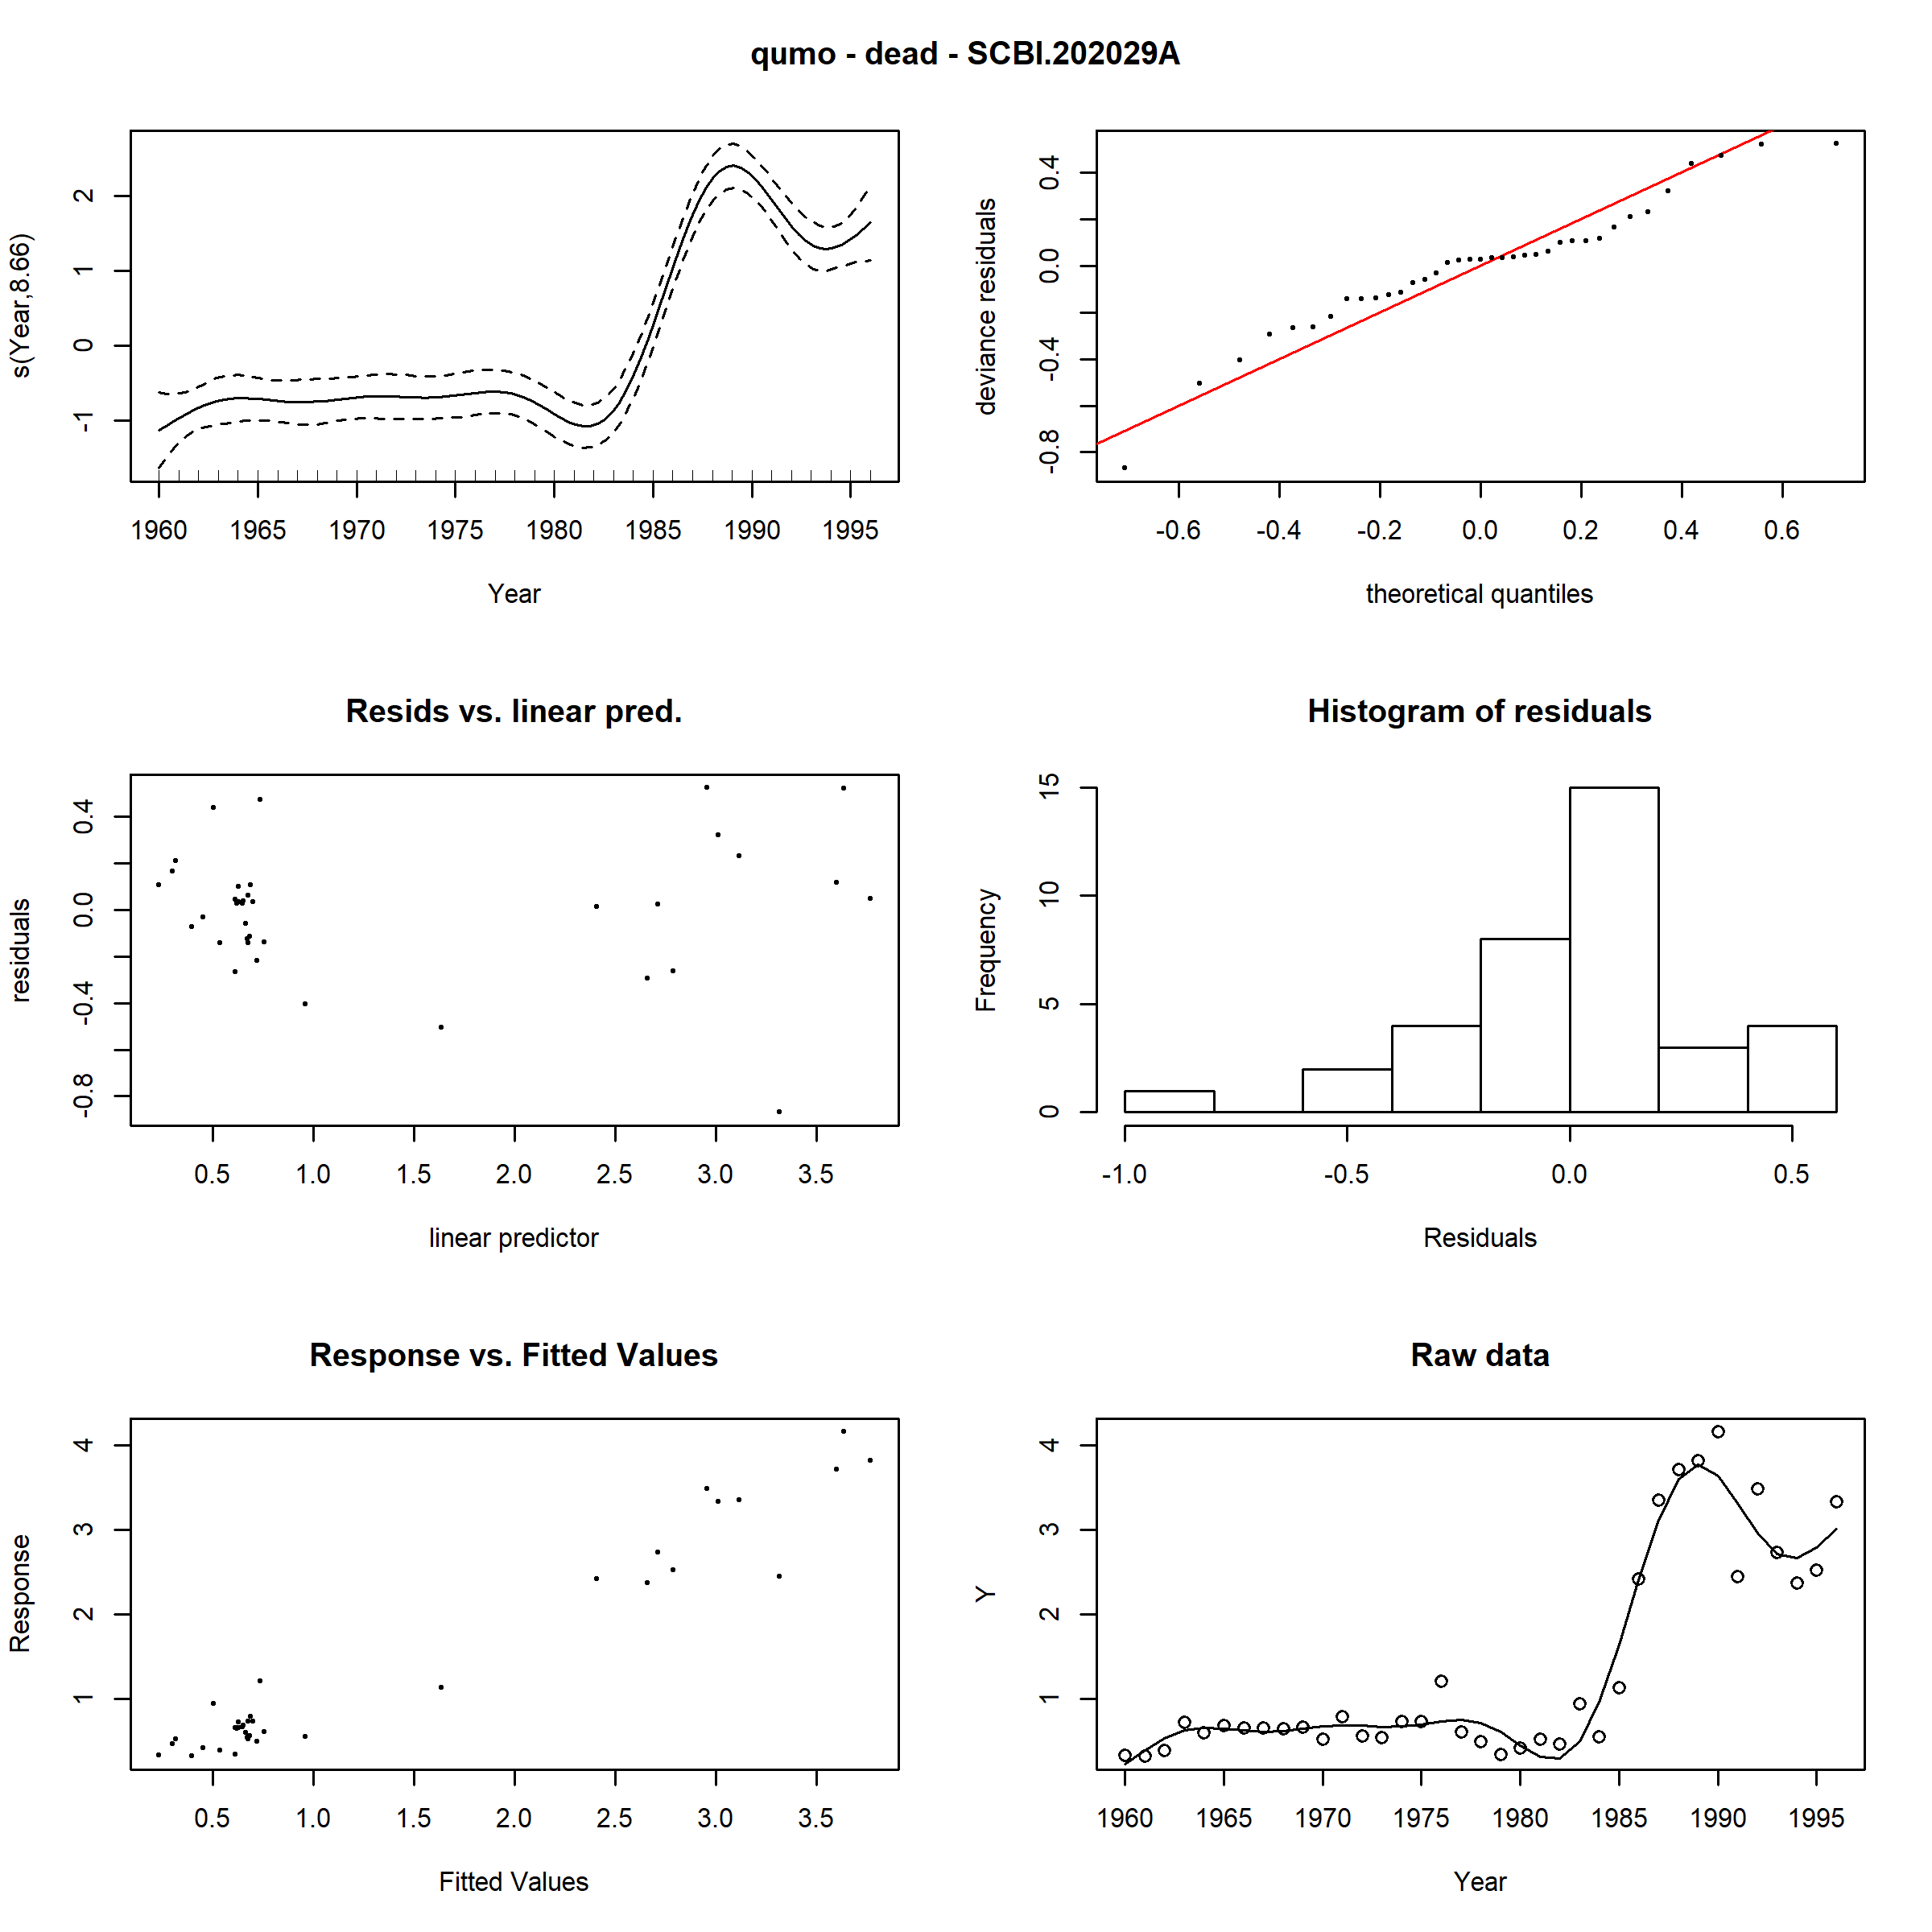 qumo - dead - SCBI.202029A
s(Year,8.66)
2
1
0
-1
1960 1965 1970 1975 1980 1985 1990 1995
Year
deviance residuals
0.4
0.0
-0.4
-0.8
-0.6 -0.4 -0.2 0.0 0.2 0.4 0.6
theoretical quantiles
Resids vs. linear pred.
residuals
0.4
0.0
-0.4
-0.8
0.5 1.0 1.5 2.0 2.5 3.0 3.5
linear predictor
Histogram of residuals
Frequency
15
10
5
0
-1.0 -0.5 0.0 0.5
Residuals
Response vs. Fitted Values
Response
4
3
2
1
0.5 1.0 1.5 2.0 2.5 3.0 3.5
Fitted Values
Raw data
Y
4
3
2
1
1960 1965 1970 1975 1980 1985 1990 1995
Year